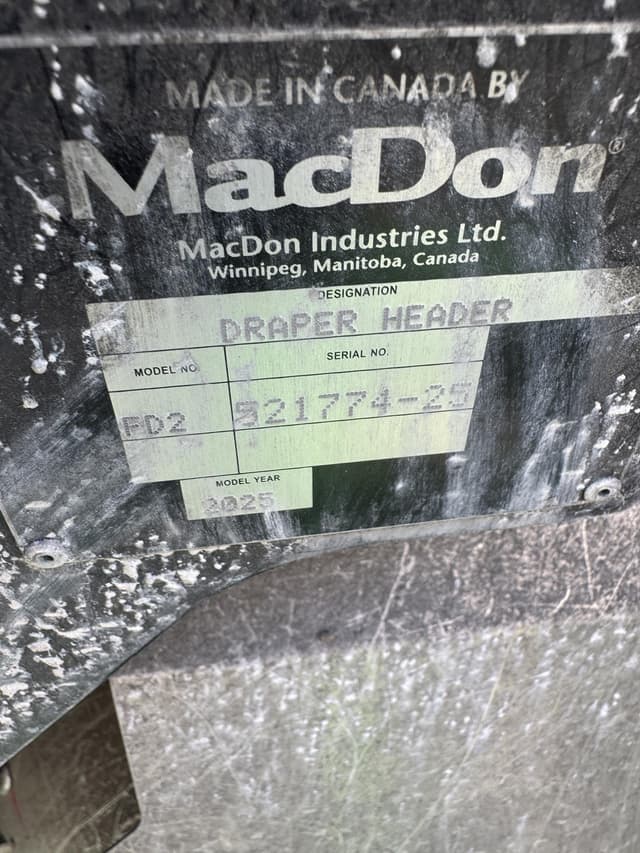 MADE IN CANADA BY
MacDon®
MacDon Industries Ltd.
Winnipeg, Manitoba, Canada
DESIGNATION
DRAPER HEADER
MODEL NO. SERIAL NO.
FD2 521774-25
MODEL YEAR
2025